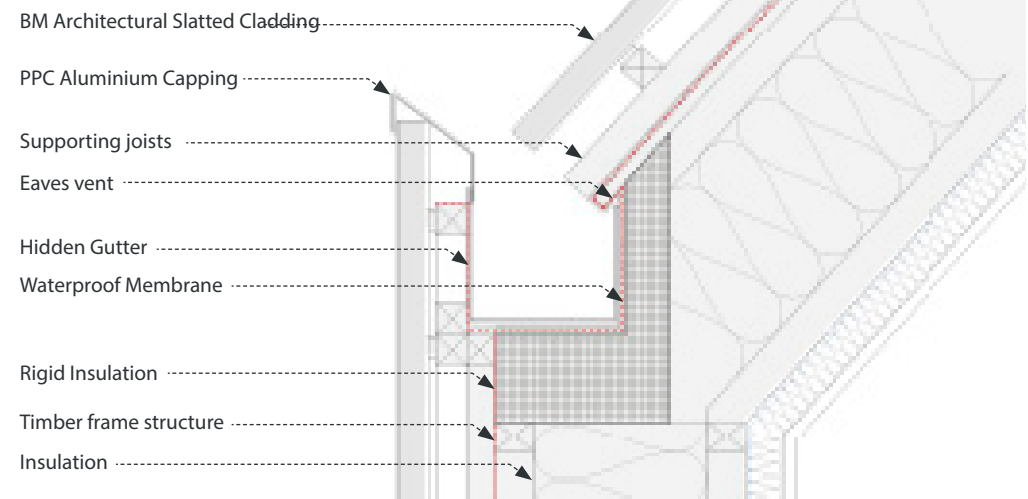 BM Architectural Slatted Cladding
PPC Aluminium Capping
Supporting joists
Eaves vent
Hidden Gutter
Waterproof Membrane
Rigid Insulation
Timber frame structure
Insulation